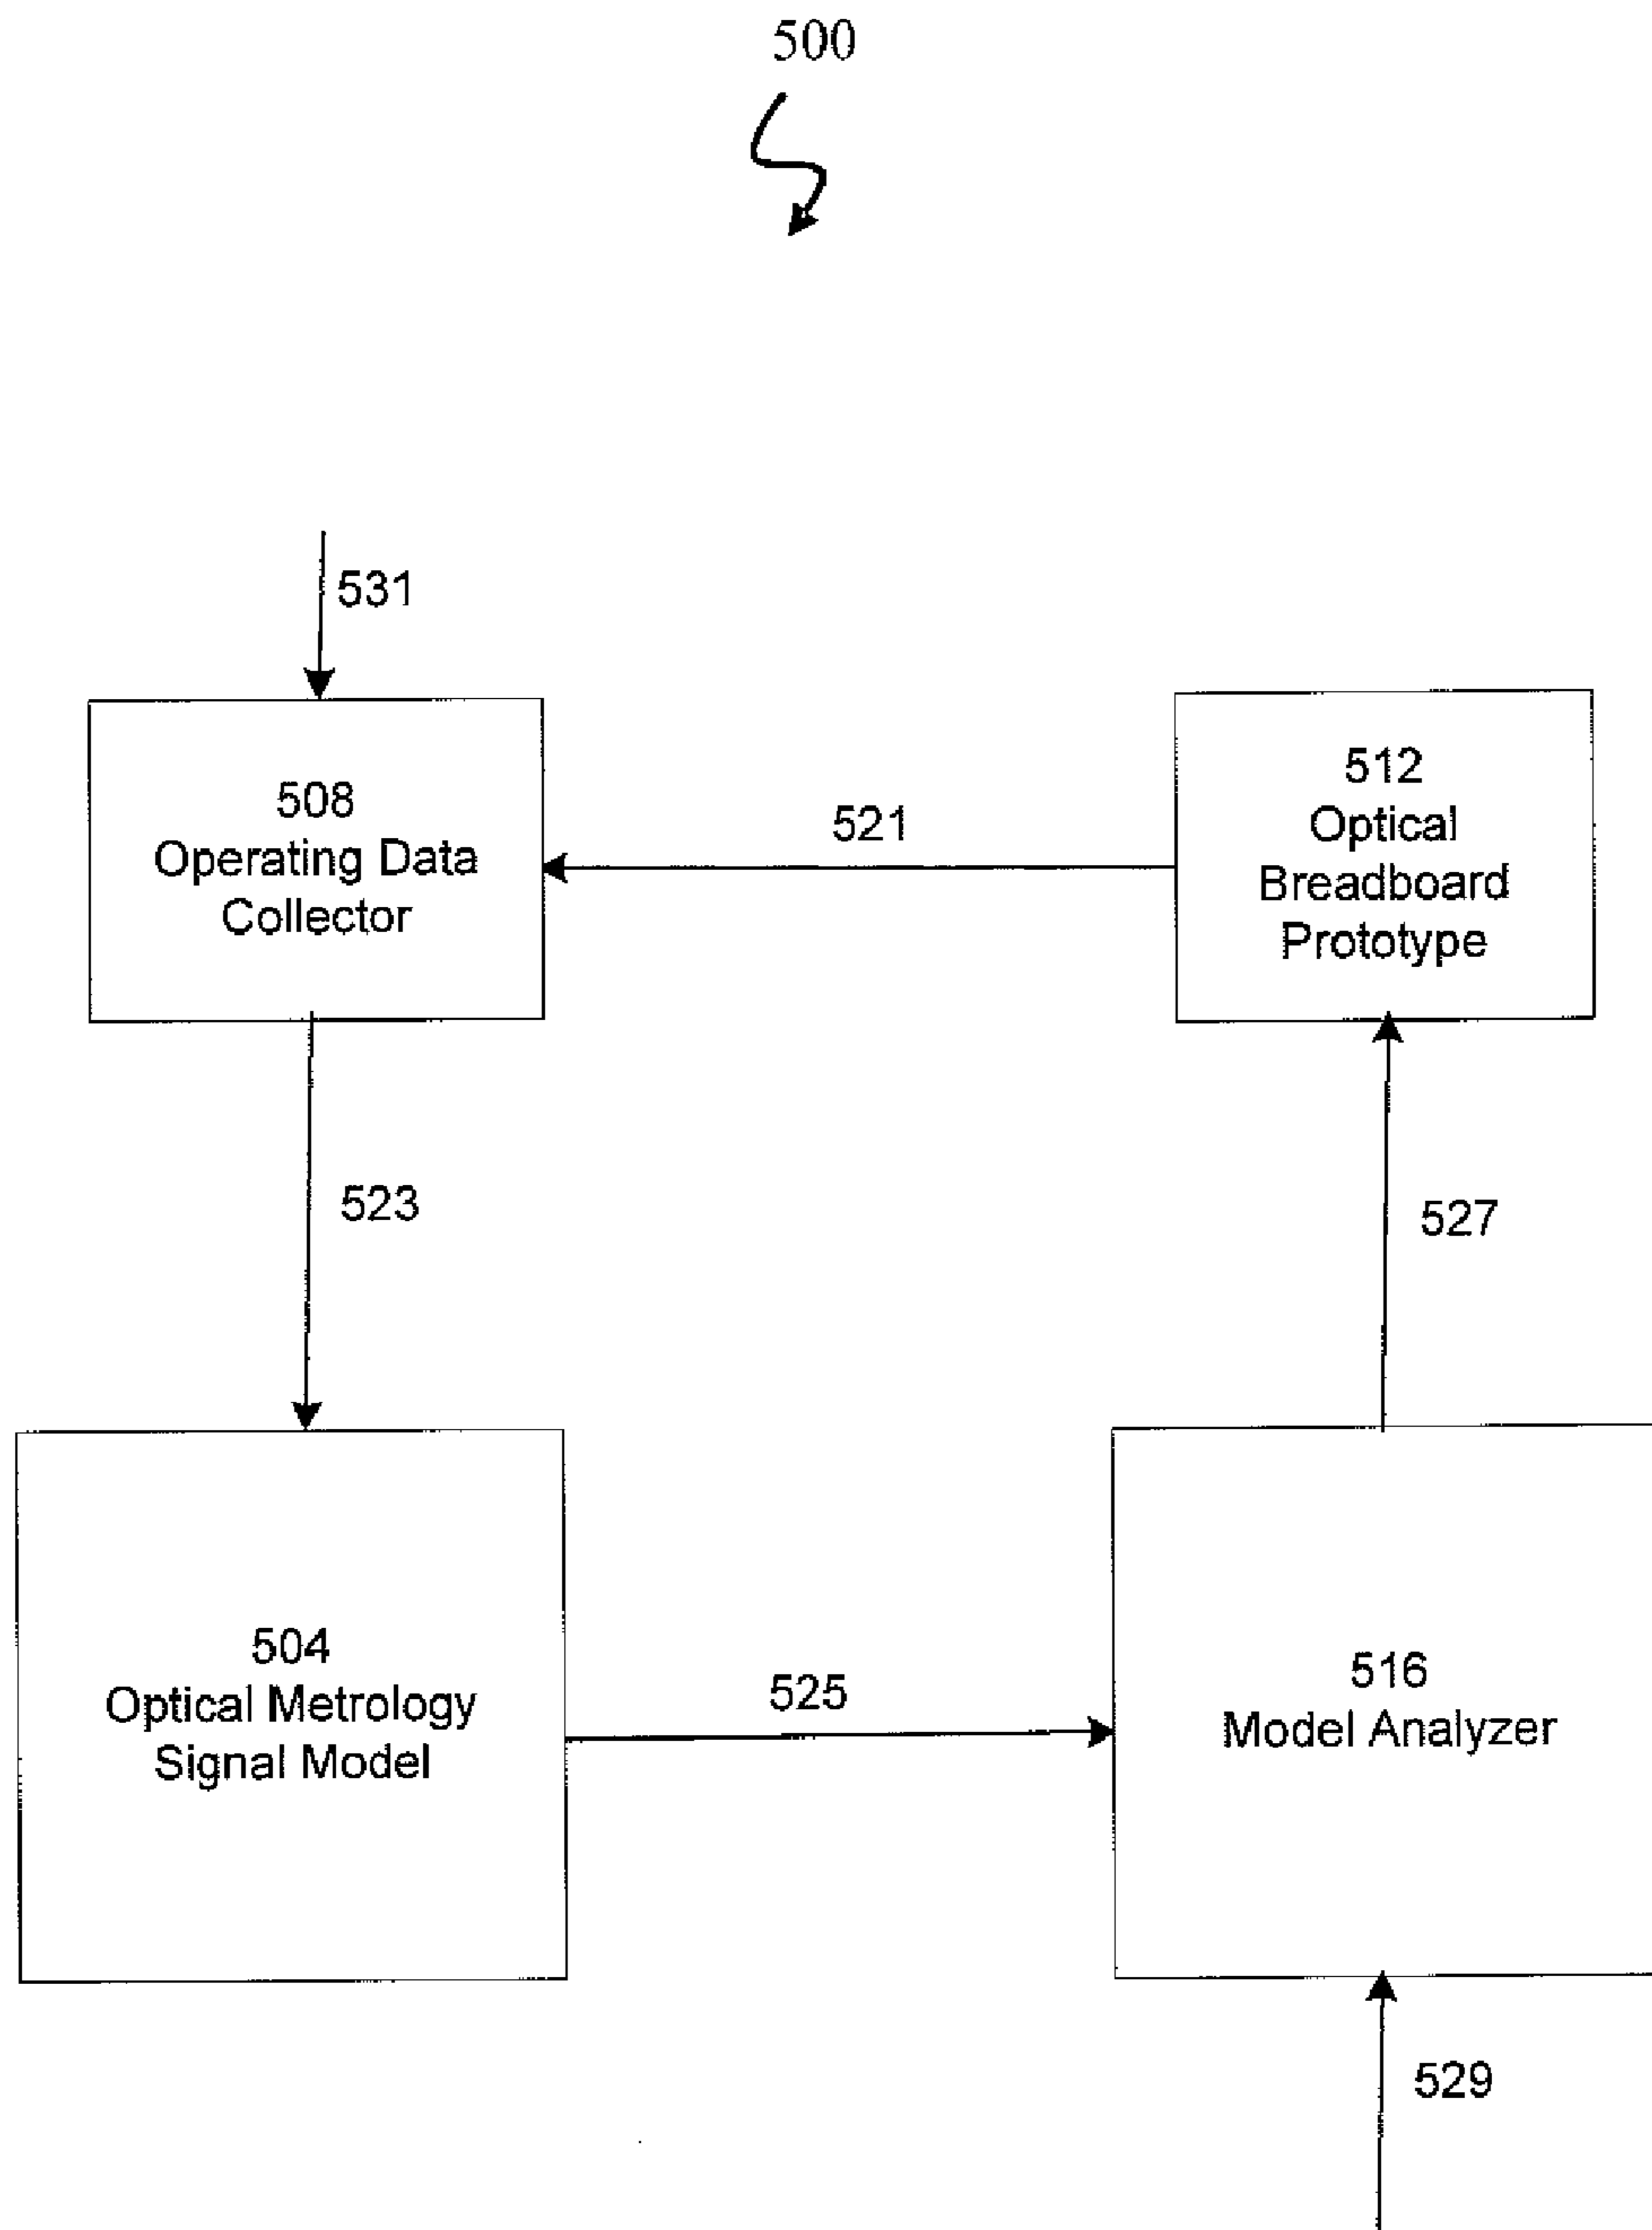 500
531
508
Operating Data
Collector
521
512
Optical
Breadboard
Prototype
523
527
504
Optical Metrology
Signal Model
525
516
Model Analyzer
529